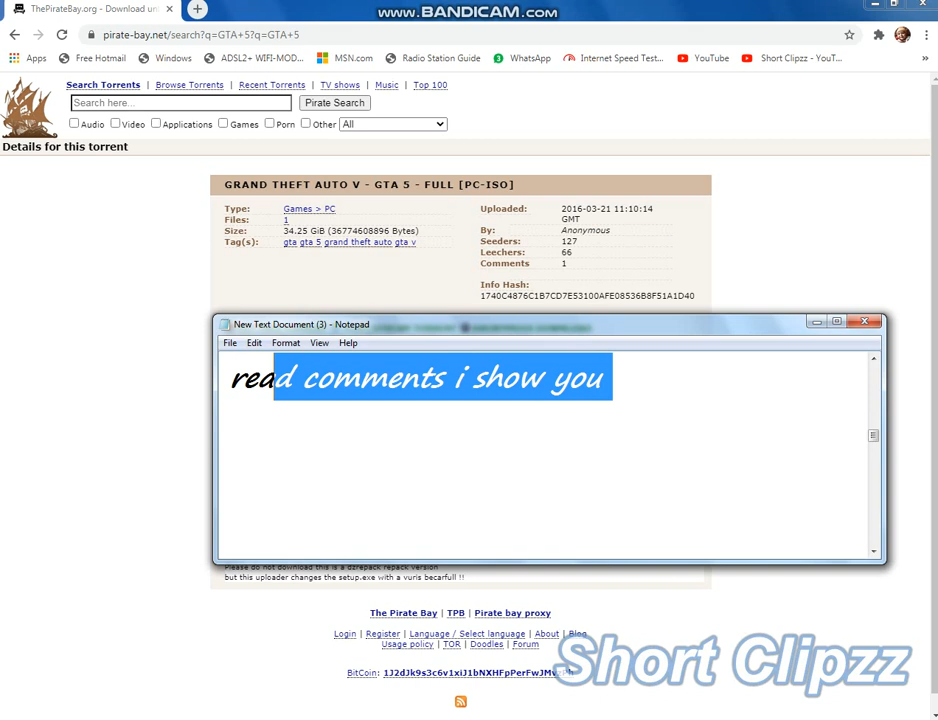 www.BANDICAM.com
ThePirateBay.org - Download un
pirate-bay.net/search?q=GTA+5?q=GTA+5
Apps Free Hotmail Windows ADSL2+ WIFI-MOD... MSN.com Radio Station Guide WhatsApp Internet Speed Test... YouTube Short Clipzz - YouT... »
Search Torrents | Browse Torrents | Recent Torrents | TV shows | Music | Top 100
Search here... Pirate Search
Audio Video Applications Games Porn Other All
Details for this torrent
GRAND THEFT AUTO V - GTA 5 - FULL [PC-ISO]
Type: Games > PC
Files: 1
Size: 34.25 GiB (36774608896 Bytes)
Tag(s): gta gta 5 grand theft auto gta v
Uploaded: 2016-03-21 11:10:14
GMT
By: Anonymous
Seeders: 127
Leechers: 66
Comments 1
Info Hash:
1740C4876C1B7CD7E53100AFE08536B8F51A1D40
New Text Document (3) - Notepad
File Edit Format View Help
read comments i show you
Please do not download this is a dzrepack repack version
but this uploader changes the setup.exe with a vuris becarfull !!
The Pirate Bay | TPB | Pirate bay proxy
Login | Register | Language / Select language | About | Blog
Usage policy | TOR | Doodles | Forum
BitCoin:
Short Clipzz